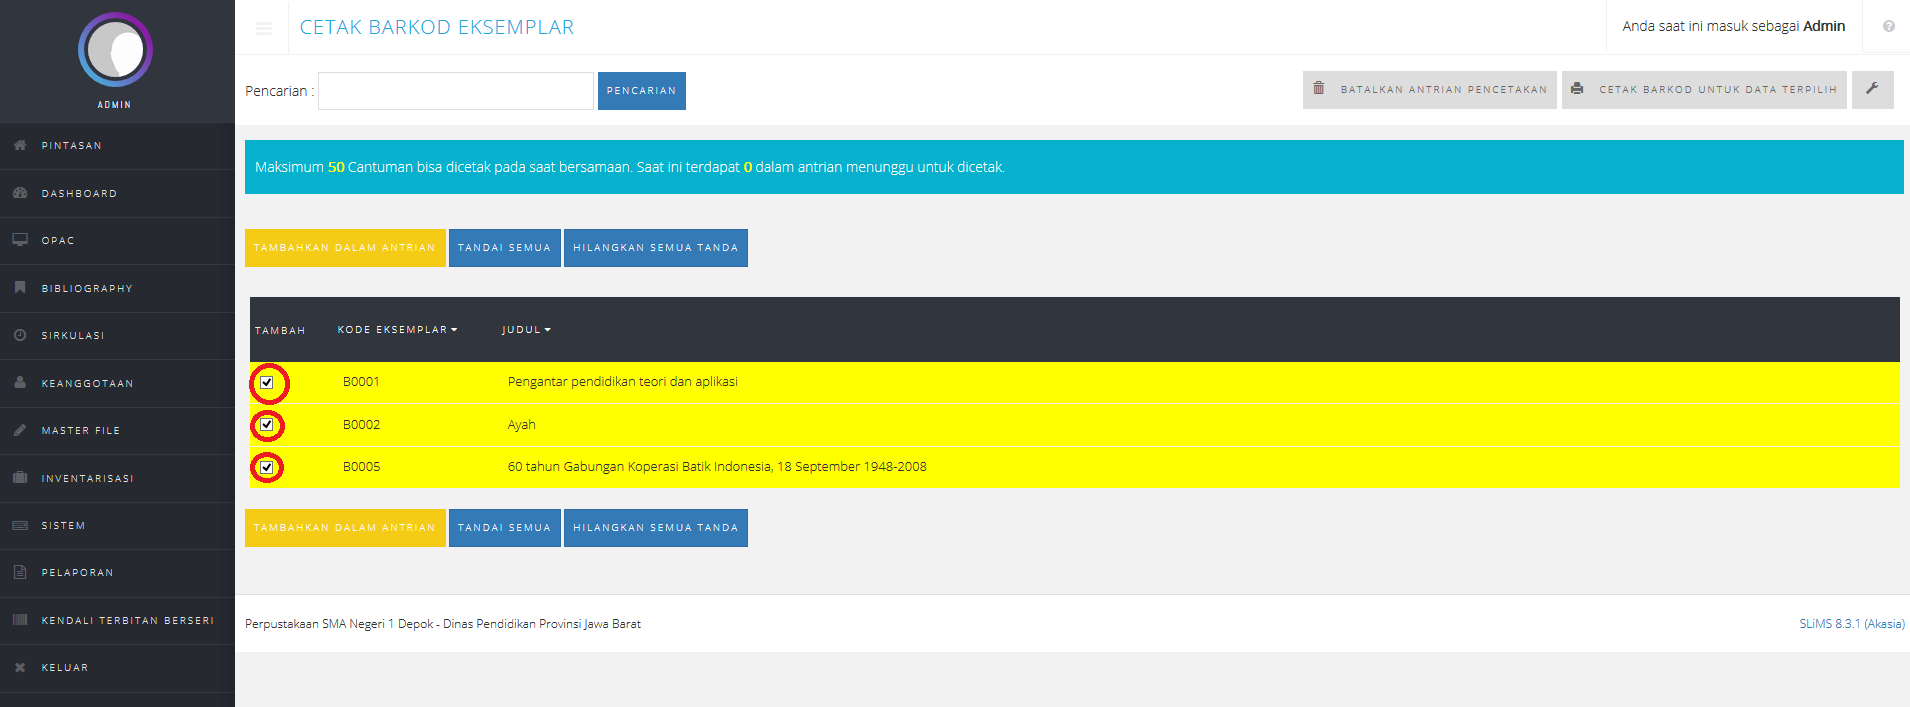 ADMIN
PINTASAN
DASHBOARD
OPAC
BIBLIOGRAPHY
SIRKULASI
KEANGGOTAAN
MASTER FILE
INVENTARISASI
SISTEM
PELAPORAN
KENDALI TERBITAN BERSERI
KELUAR
CETAK BARKOD EKSEMPLAR
Anda saat ini masuk sebagai Admin
Pencarian : PENCARIAN
BATALKAN ANTRIAN PENCETAKAN CETAK BARKOD UNTUK DATA TERPILIH
Maksimum 50 Cantuman bisa dicetak pada saat bersamaan. Saat ini terdapat 0 dalam antrian menunggu untuk dicetak.
TAMBAHKAN DALAM ANTRIAN TANDAI SEMUA HILANGKAN SEMUA TANDA
TAMBAH KODE EKSEMPLAR JUDUL
B0001 Pengantar pendidikan teori dan aplikasi
B0002 Ayah
B0005 60 tahun Gabungan Koperasi Batik Indonesia, 18 September 1948-2008
TAMBAHKAN DALAM ANTRIAN TANDAI SEMUA HILANGKAN SEMUA TANDA
Perpustakaan SMA Negeri 1 Depok - Dinas Pendidikan Provinsi Jawa Barat
SLiMS 8.3.1 (Akasia)